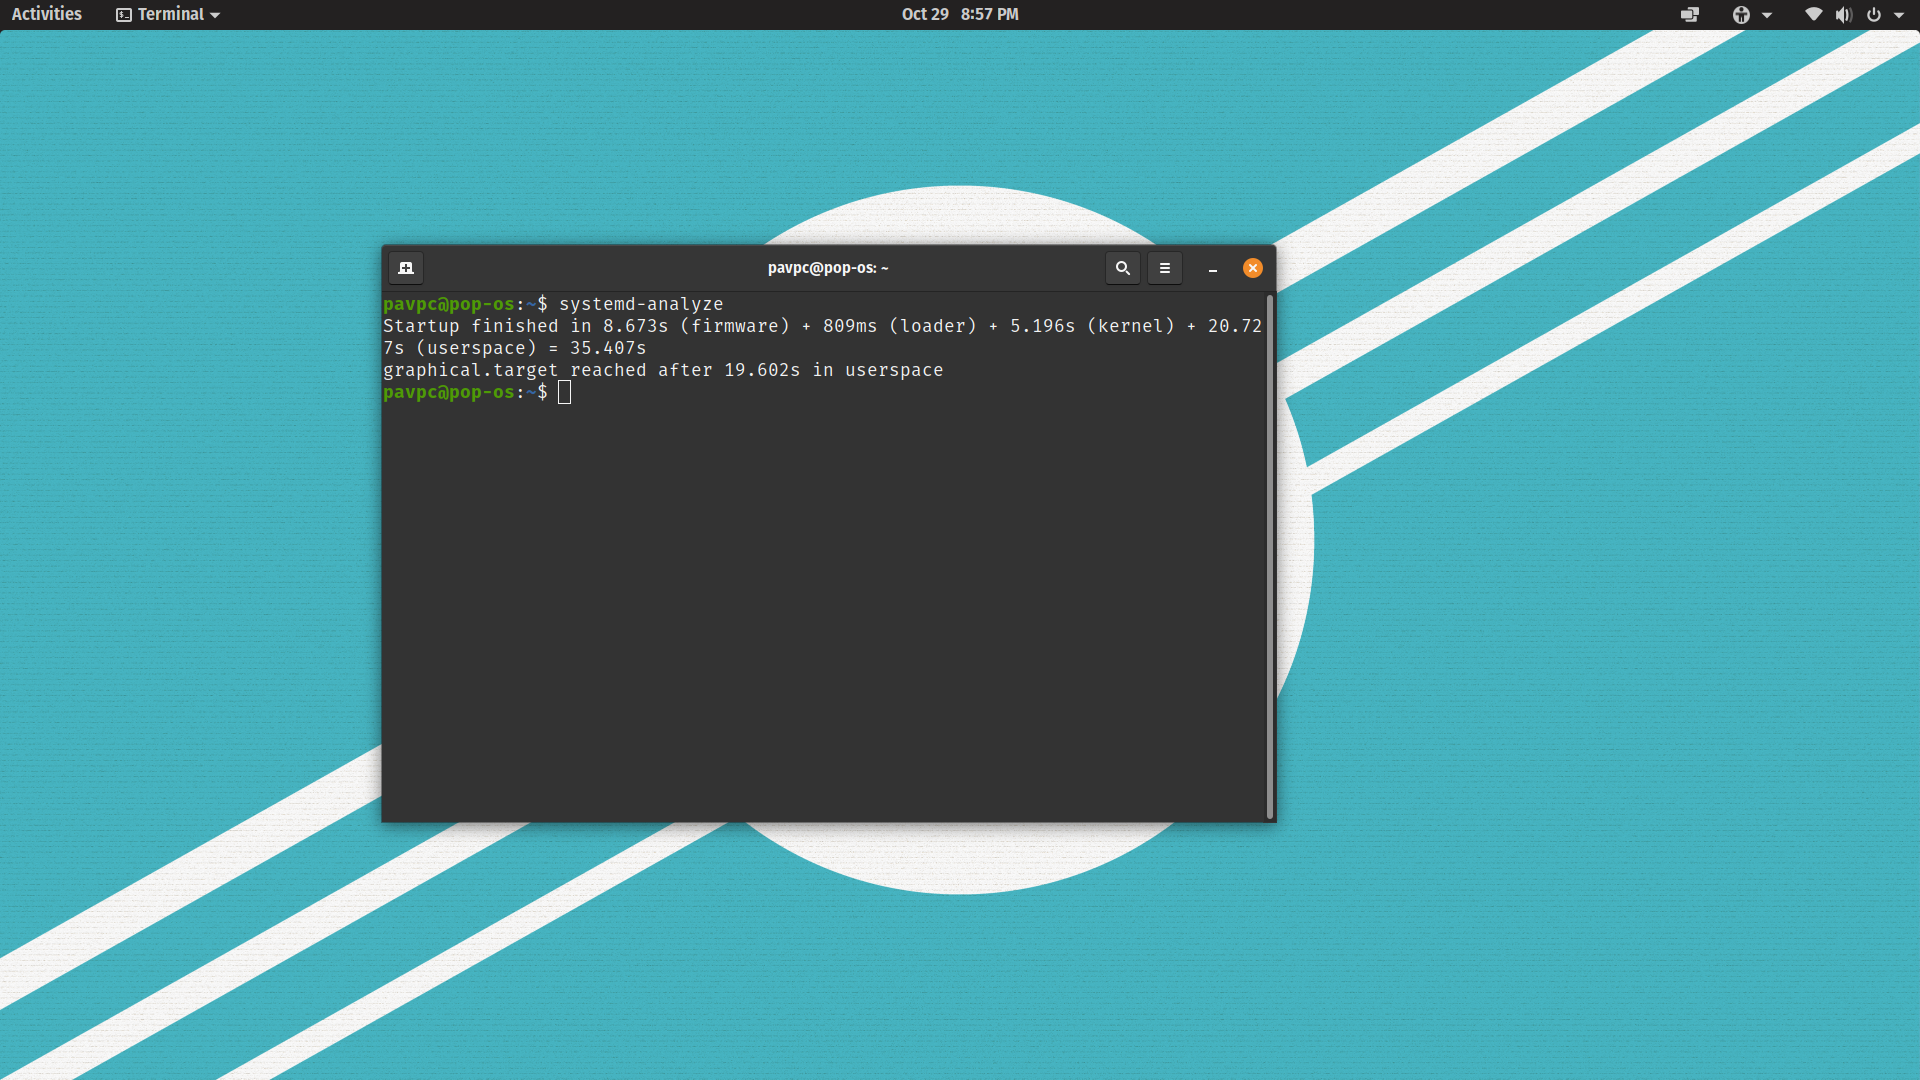 Activities Terminal Oct 29 8:57 PM
pavpc@pop-os: ~
pavpc@pop-os:~$ systemd-analyze
Startup finished in 8.673s (firmware) + 809ms (loader) + 5.196s (kernel) + 20.72
7s (userspace) = 35.407s
graphical.target reached after 19.602s in userspace
pavpc@pop-os:~$